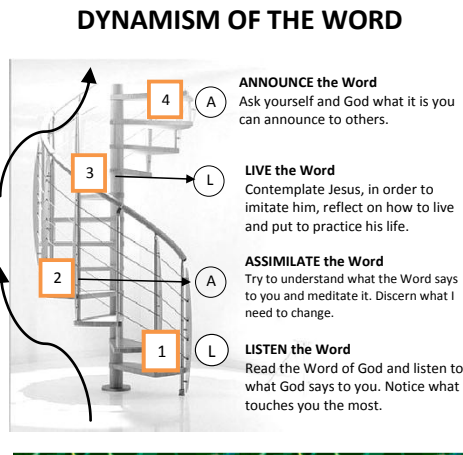 DYNAMISM OF THE WORD
4
A
ANNOUNCE the Word
Ask yourself and God what it is you
can announce to others.
3
L
LIVE the Word
Contemplate Jesus, in order to
imitate him, reflect on how to live
and put to practice his life.
2
A
ASSIMILATE the Word
Try to understand what the Word says
to you and meditate it. Discern what I
need to change.
1
L
LISTEN the Word
Read the Word of God and listen to
what God says to you. Notice what
touches you the most.